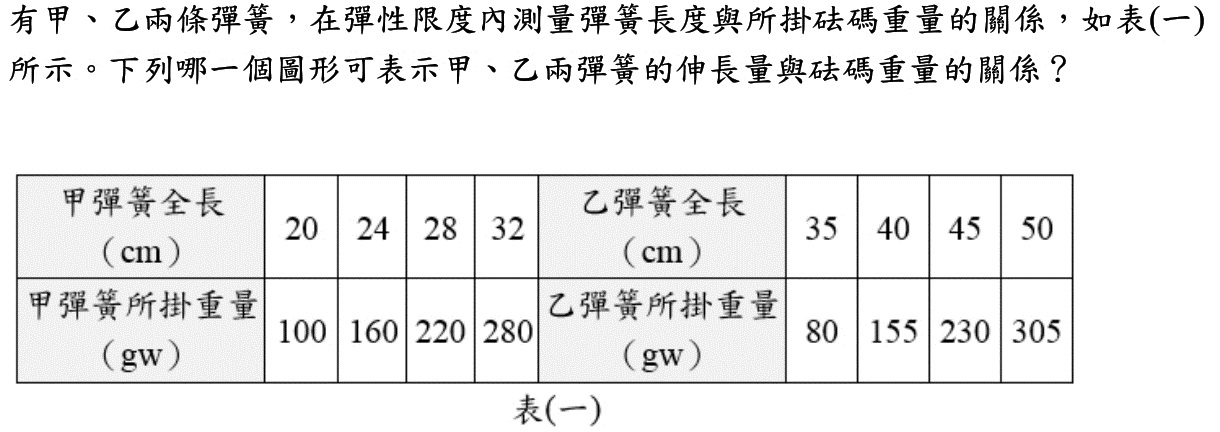 有甲、乙兩條彈簧，在彈性限度內測量彈簧長度與所掛砝碼重量的關係，如表(一)
所示。下列哪一個圖形可表示甲、乙兩彈簧的伸長量與砝碼重量的關係？
甲彈簧全長（cm） 20 24 28 32 乙彈簧全長（cm） 35 40 45 50
甲彈簧所掛重量（gw） 100 160 220 280 乙彈簧所掛重量（gw） 80 155 230 305
表(一)